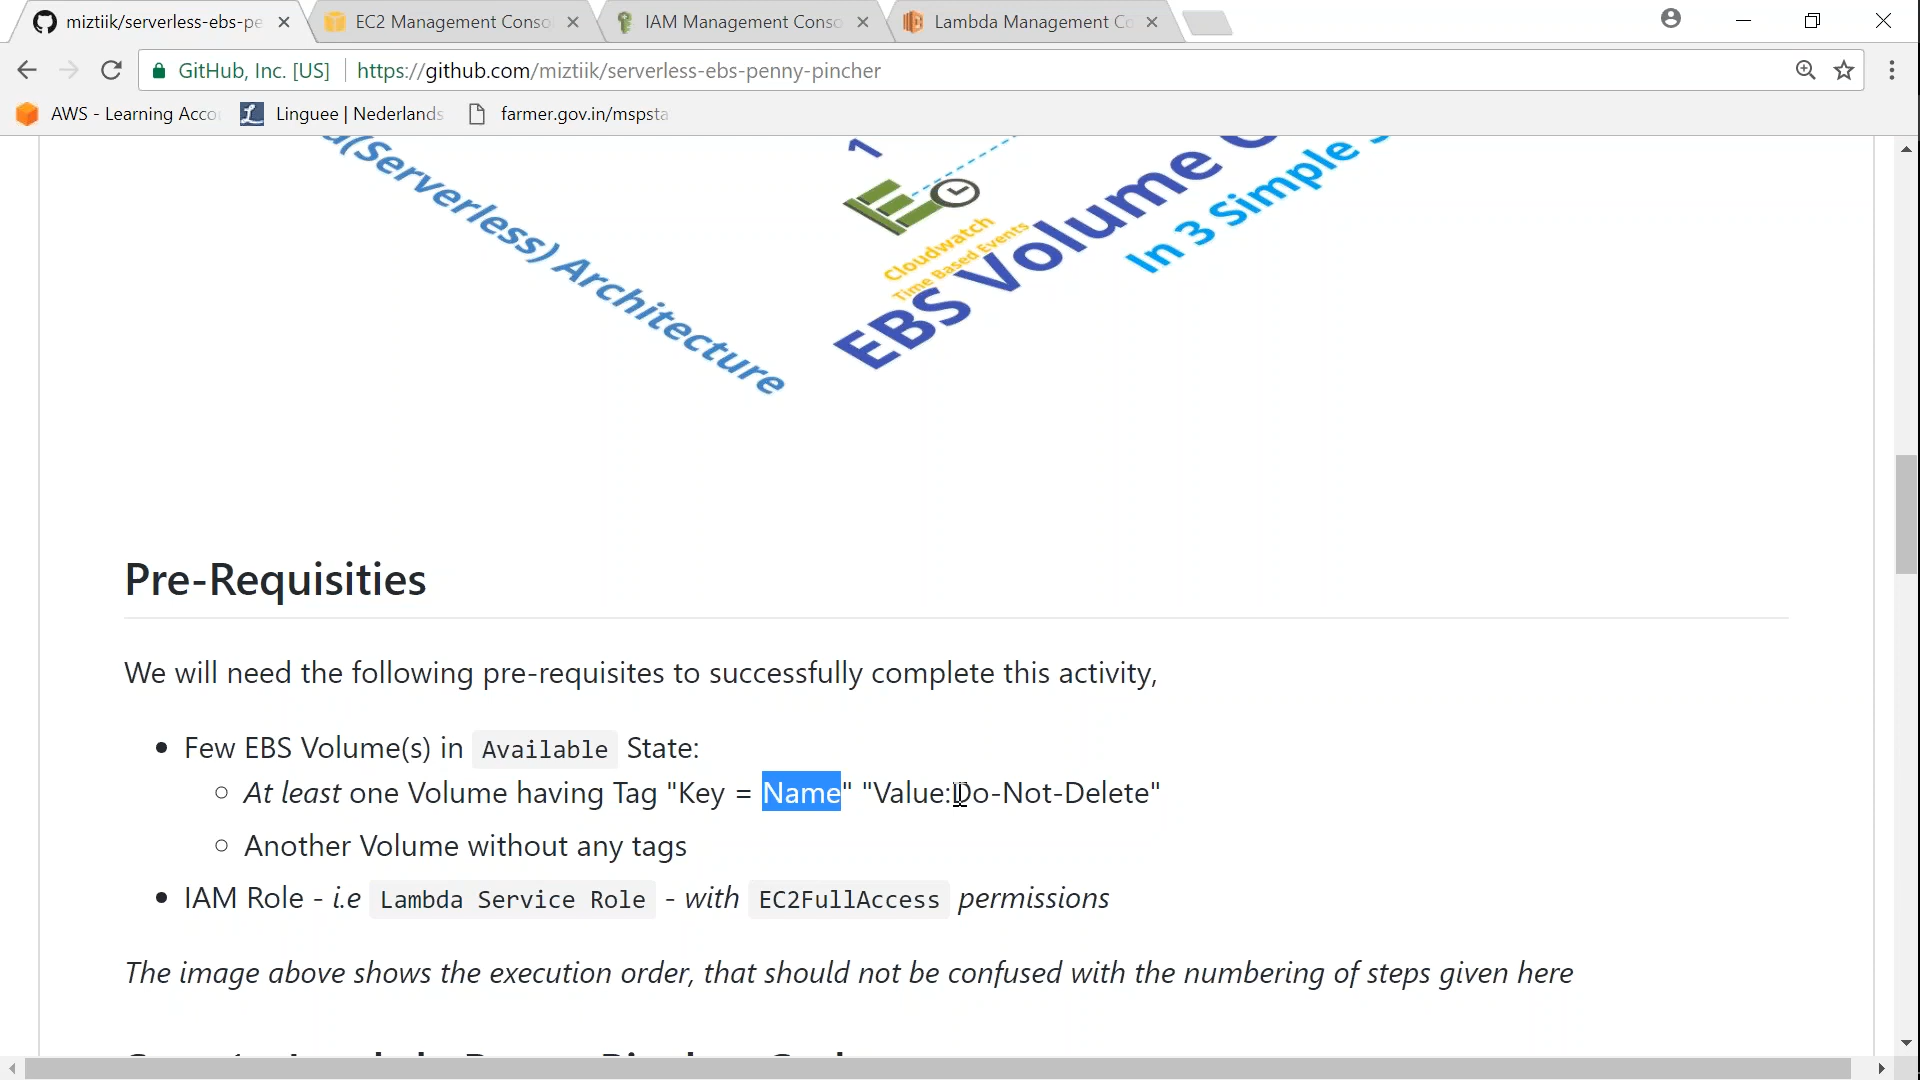 miztiik/serverless-ebs-pe
EC2 Management Conso
IAM Management Conso
Lambda Management Co
GitHub, Inc. [US]
https://github.com/miztiik/serverless-ebs-penny-pincher
AWS - Learning Acco
Linguee | Nederlands
farmer.gov.in/mspsta
(Serverless) Architecture
1
Cloudwatch
Time Based Events
EBS Volume
In 3 Simple
Pre-Requisities
We will need the following pre-requisites to successfully complete this activity,
Few EBS Volume(s) in Available State:
At least one Volume having Tag "Key = Name" "Value:Do-Not-Delete"
Another Volume without any tags
IAM Role - i.e Lambda Service Role - with EC2FullAccess permissions
The image above shows the execution order, that should not be confused with the numbering of steps given here